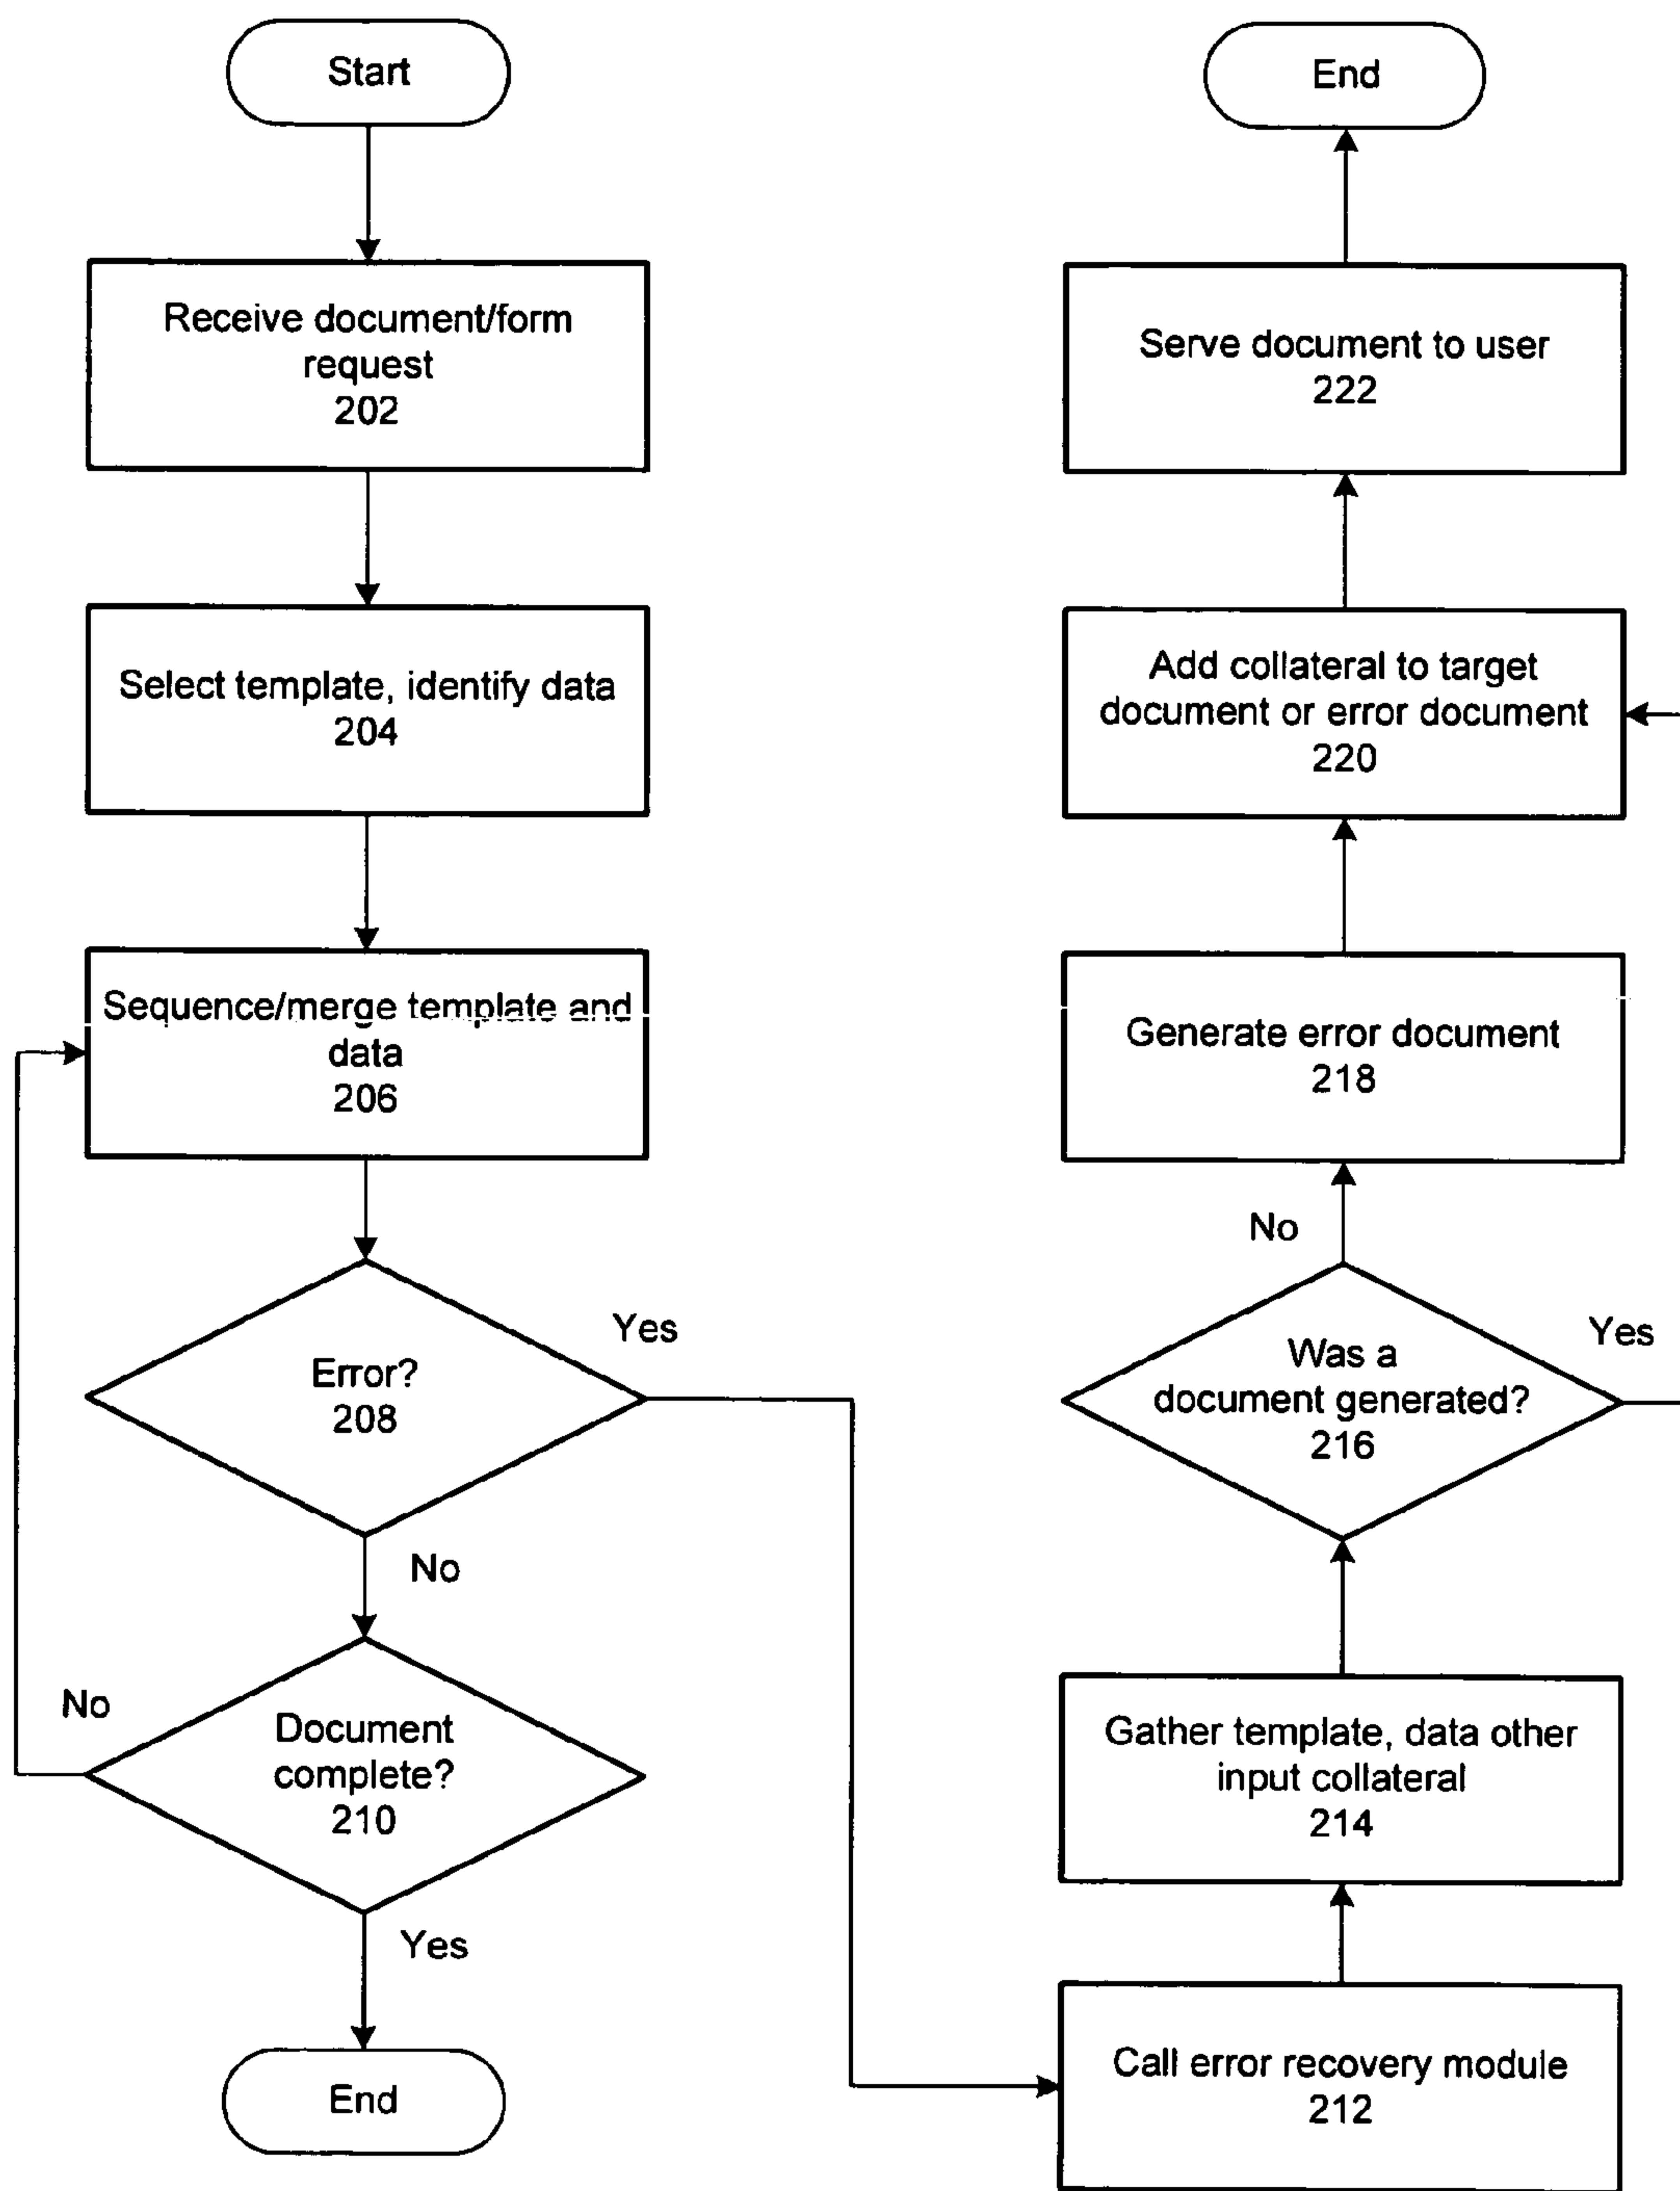 Start
Receive document/form
request
202
Select template, identify data
204
Sequence/merge template and
data
206
Error?
208
Yes
No
Document
complete?
210
No
Yes
End
End
Serve document to user
222
Add collateral to target
document or error document
220
Generate error document
218
No
Was a
document generated?
216
Yes
Gather template, data other
input collateral
214
Call error recovery module
212